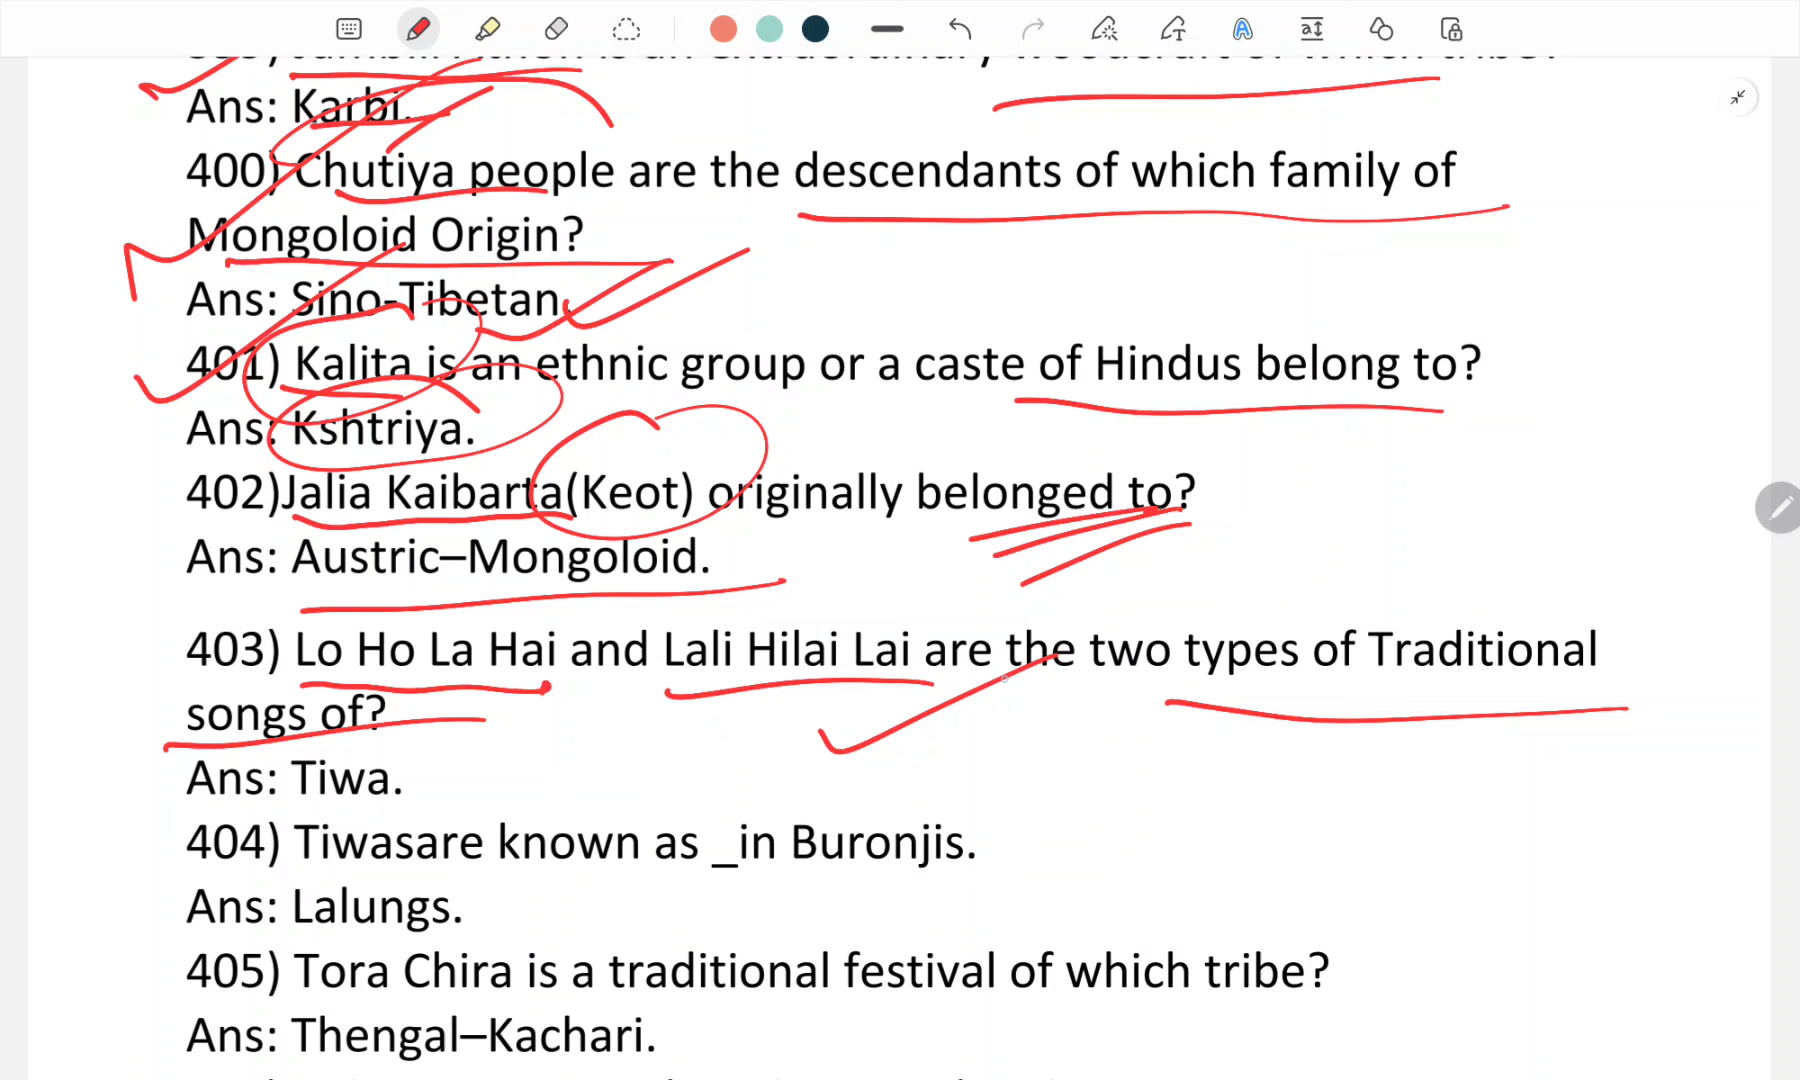 Ans: Karbi.
400) Chutiya people are the descendants of which family of
Mongoloid Origin?
Ans: Sino-Tibetan.
401) Kalita is an ethnic group or a caste of Hindus belong to?
Ans: Kshtriya.
402)Jalia Kaibarta(Keot) originally belonged to?
Ans: Austric–Mongoloid.
403) Lo Ho La Hai and Lali Hilai Lai are the two types of Traditional
songs of?
Ans: Tiwa.
404) Tiwasare known as _in Buronjis.
Ans: Lalungs.
405) Tora Chira is a traditional festival of which tribe?
Ans: Thengal–Kachari.